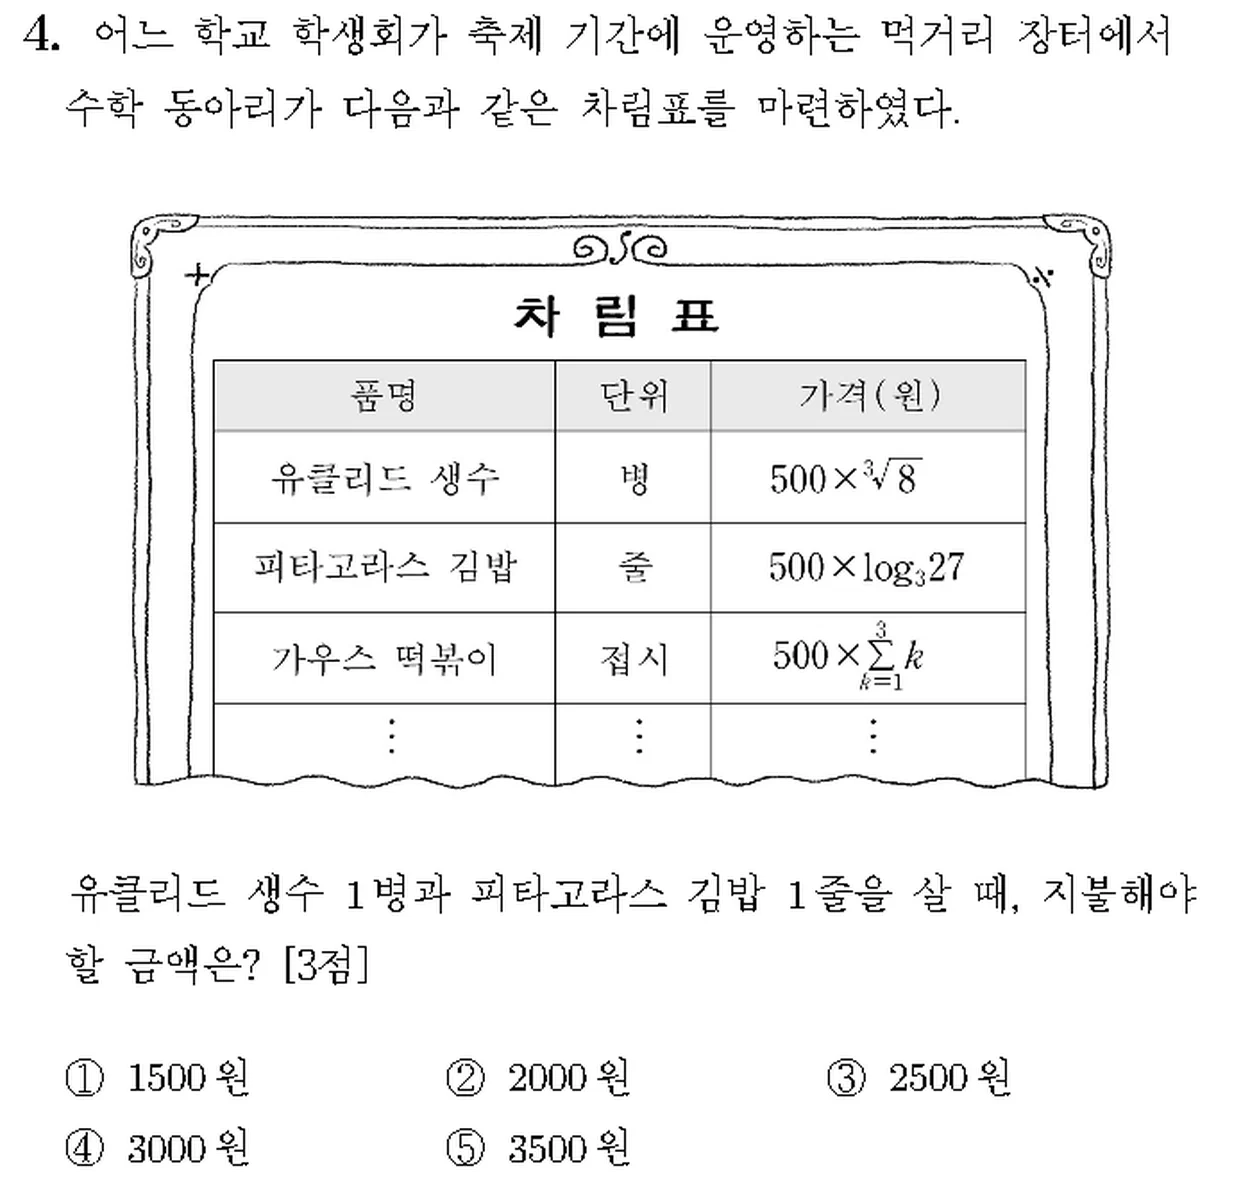 4. 어느 학교 학생회가 축제 기간에 운영하는 먹거리 장터에서
수학 동아리가 다음과 같은 차림표를 마련하였다.
+ ÷
차 림 표
품명 단위 가격(원)
유클리드 생수 병 500×∛8
피타고라스 김밥 줄 500×log₃27
가우스 떡볶이 접시 500×∑_{k=1}^{3} k
⋮ ⋮ ⋮
유클리드 생수 1병과 피타고라스 김밥 1줄을 살 때, 지불해야
할 금액은? [3점]
① 1500원 ② 2000원 ③ 2500원
④ 3000원 ⑤ 3500원